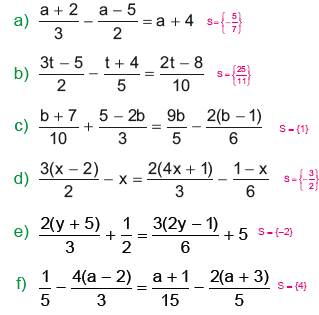 a) (a + 2)/3 − (a − 5)/2 = a + 4 S={−5/7}
b) (3t − 5)/2 − (t + 4)/5 = (2t − 8)/10 S={25/11}
c) (b + 7)/10 + (5 − 2b)/3 = 9b/5 − 2(b − 1)/6 S = {1}
d) 3(x − 2)/2 − x = 2(4x + 1)/3 − (1 − x)/6 S={−3/2}
e) 2(y + 5)/3 + 1/2 = 3(2y − 1)/6 + 5 S = {−2}
f) 1/5 − 4(a − 2)/3 = (a + 1)/15 − 2(a + 3)/5 S = {4}